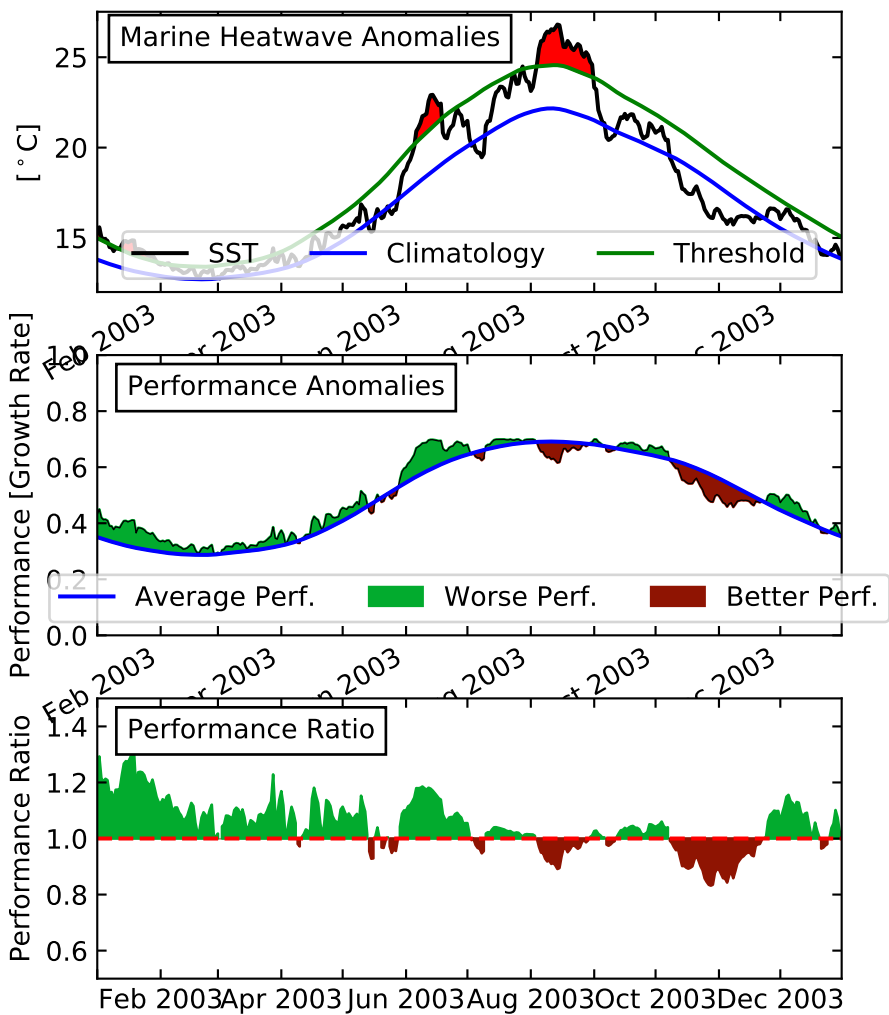 Marine Heatwave Anomalies
25
20
15
[°C]
SST Climatology Threshold
Feb 2003
2003
2003
2003
2003
2003
Performance Anomalies
1.0
0.8
0.6
0.4
0.2
0.0
Performance [Growth Rate]
Average Perf. Worse Perf. Better Perf.
Feb 2003
2003
2003
2003
2003
2003
Performance Ratio
1.4
1.2
1.0
0.8
0.6
Performance Ratio
Feb 2003 Apr 2003 Jun 2003 Aug 2003 Oct 2003 Dec 2003